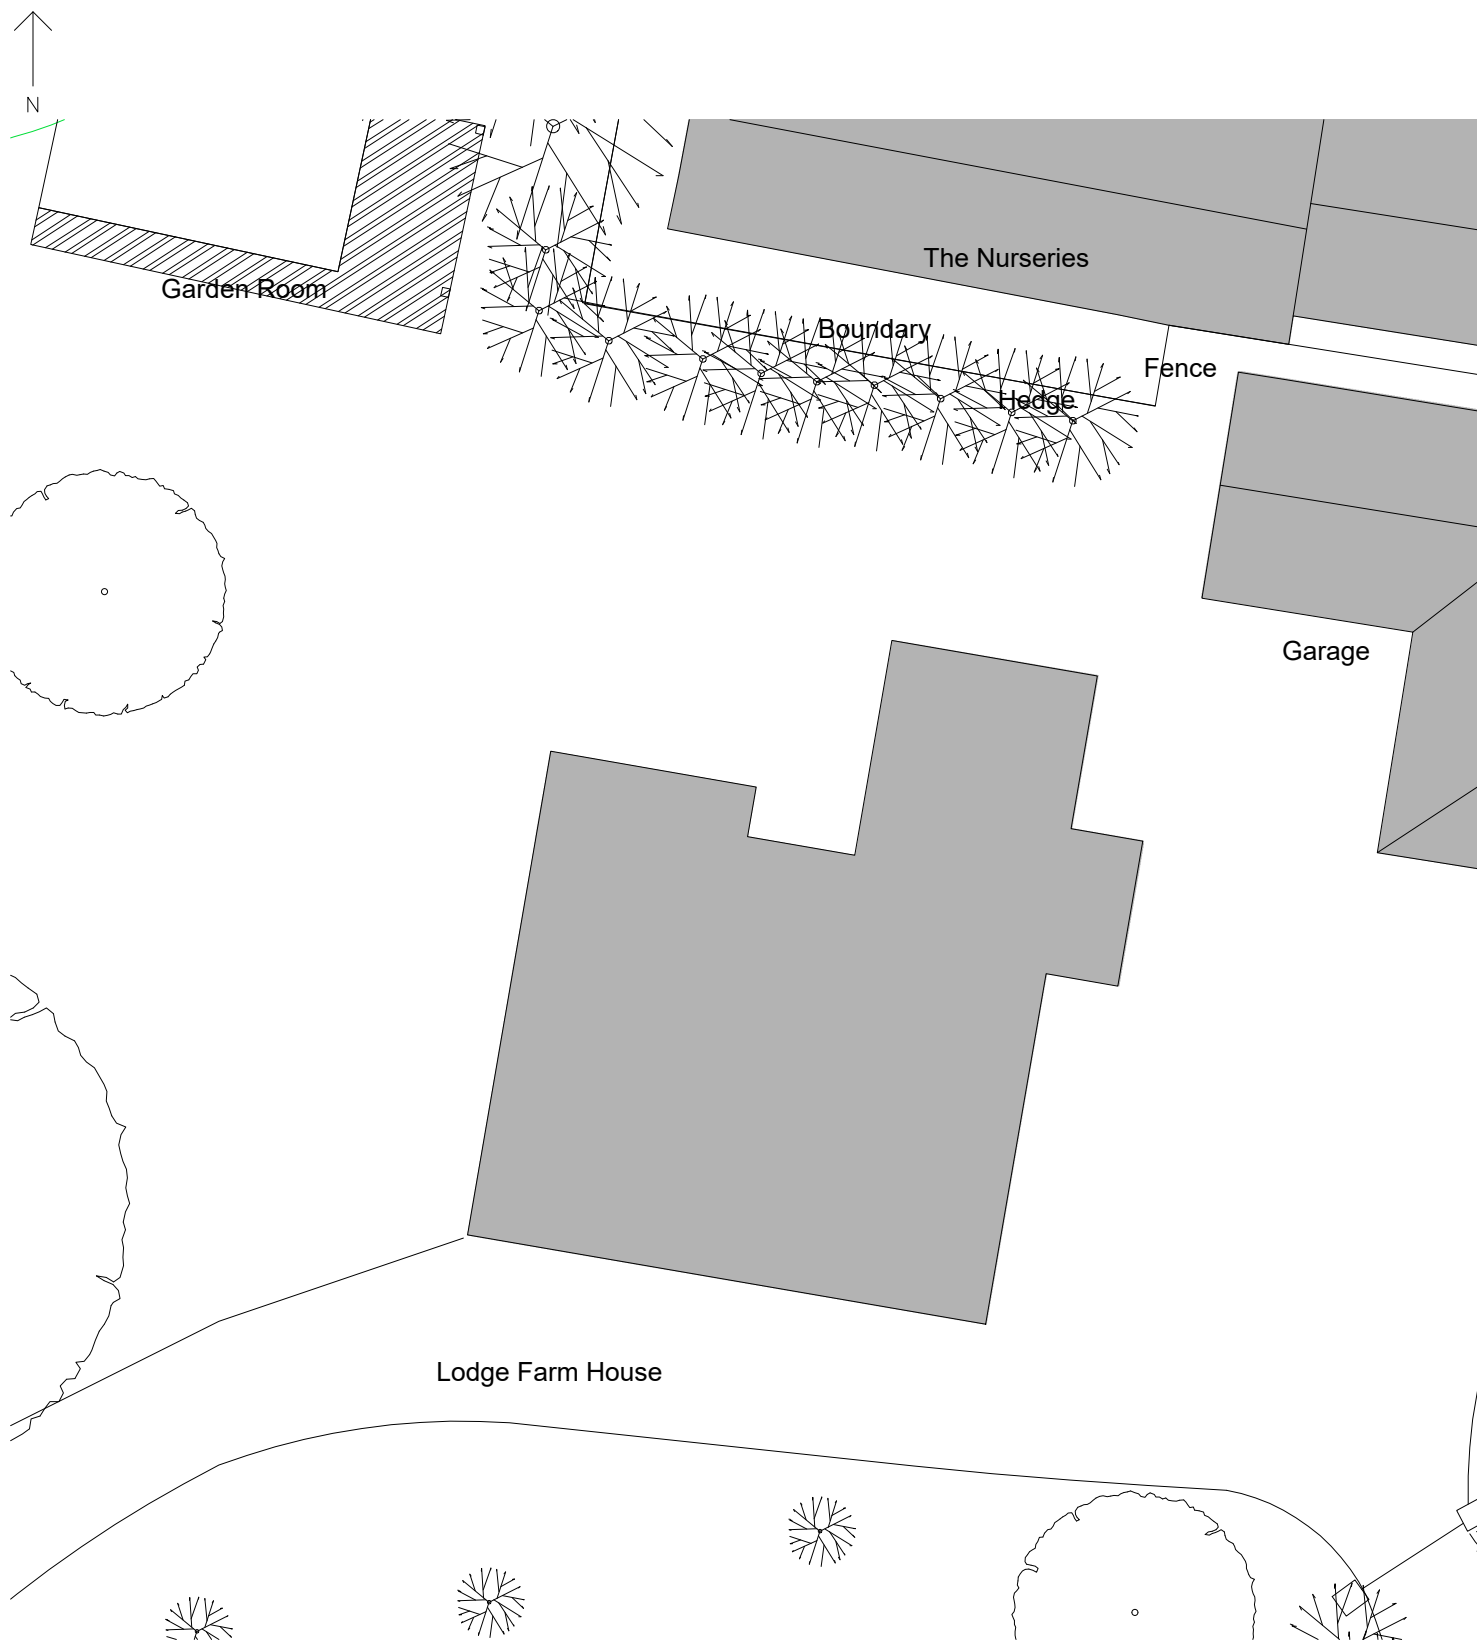 N
The Nurseries
Garden Room
Boundary
Fence
Hedge
Garage
Lodge Farm House